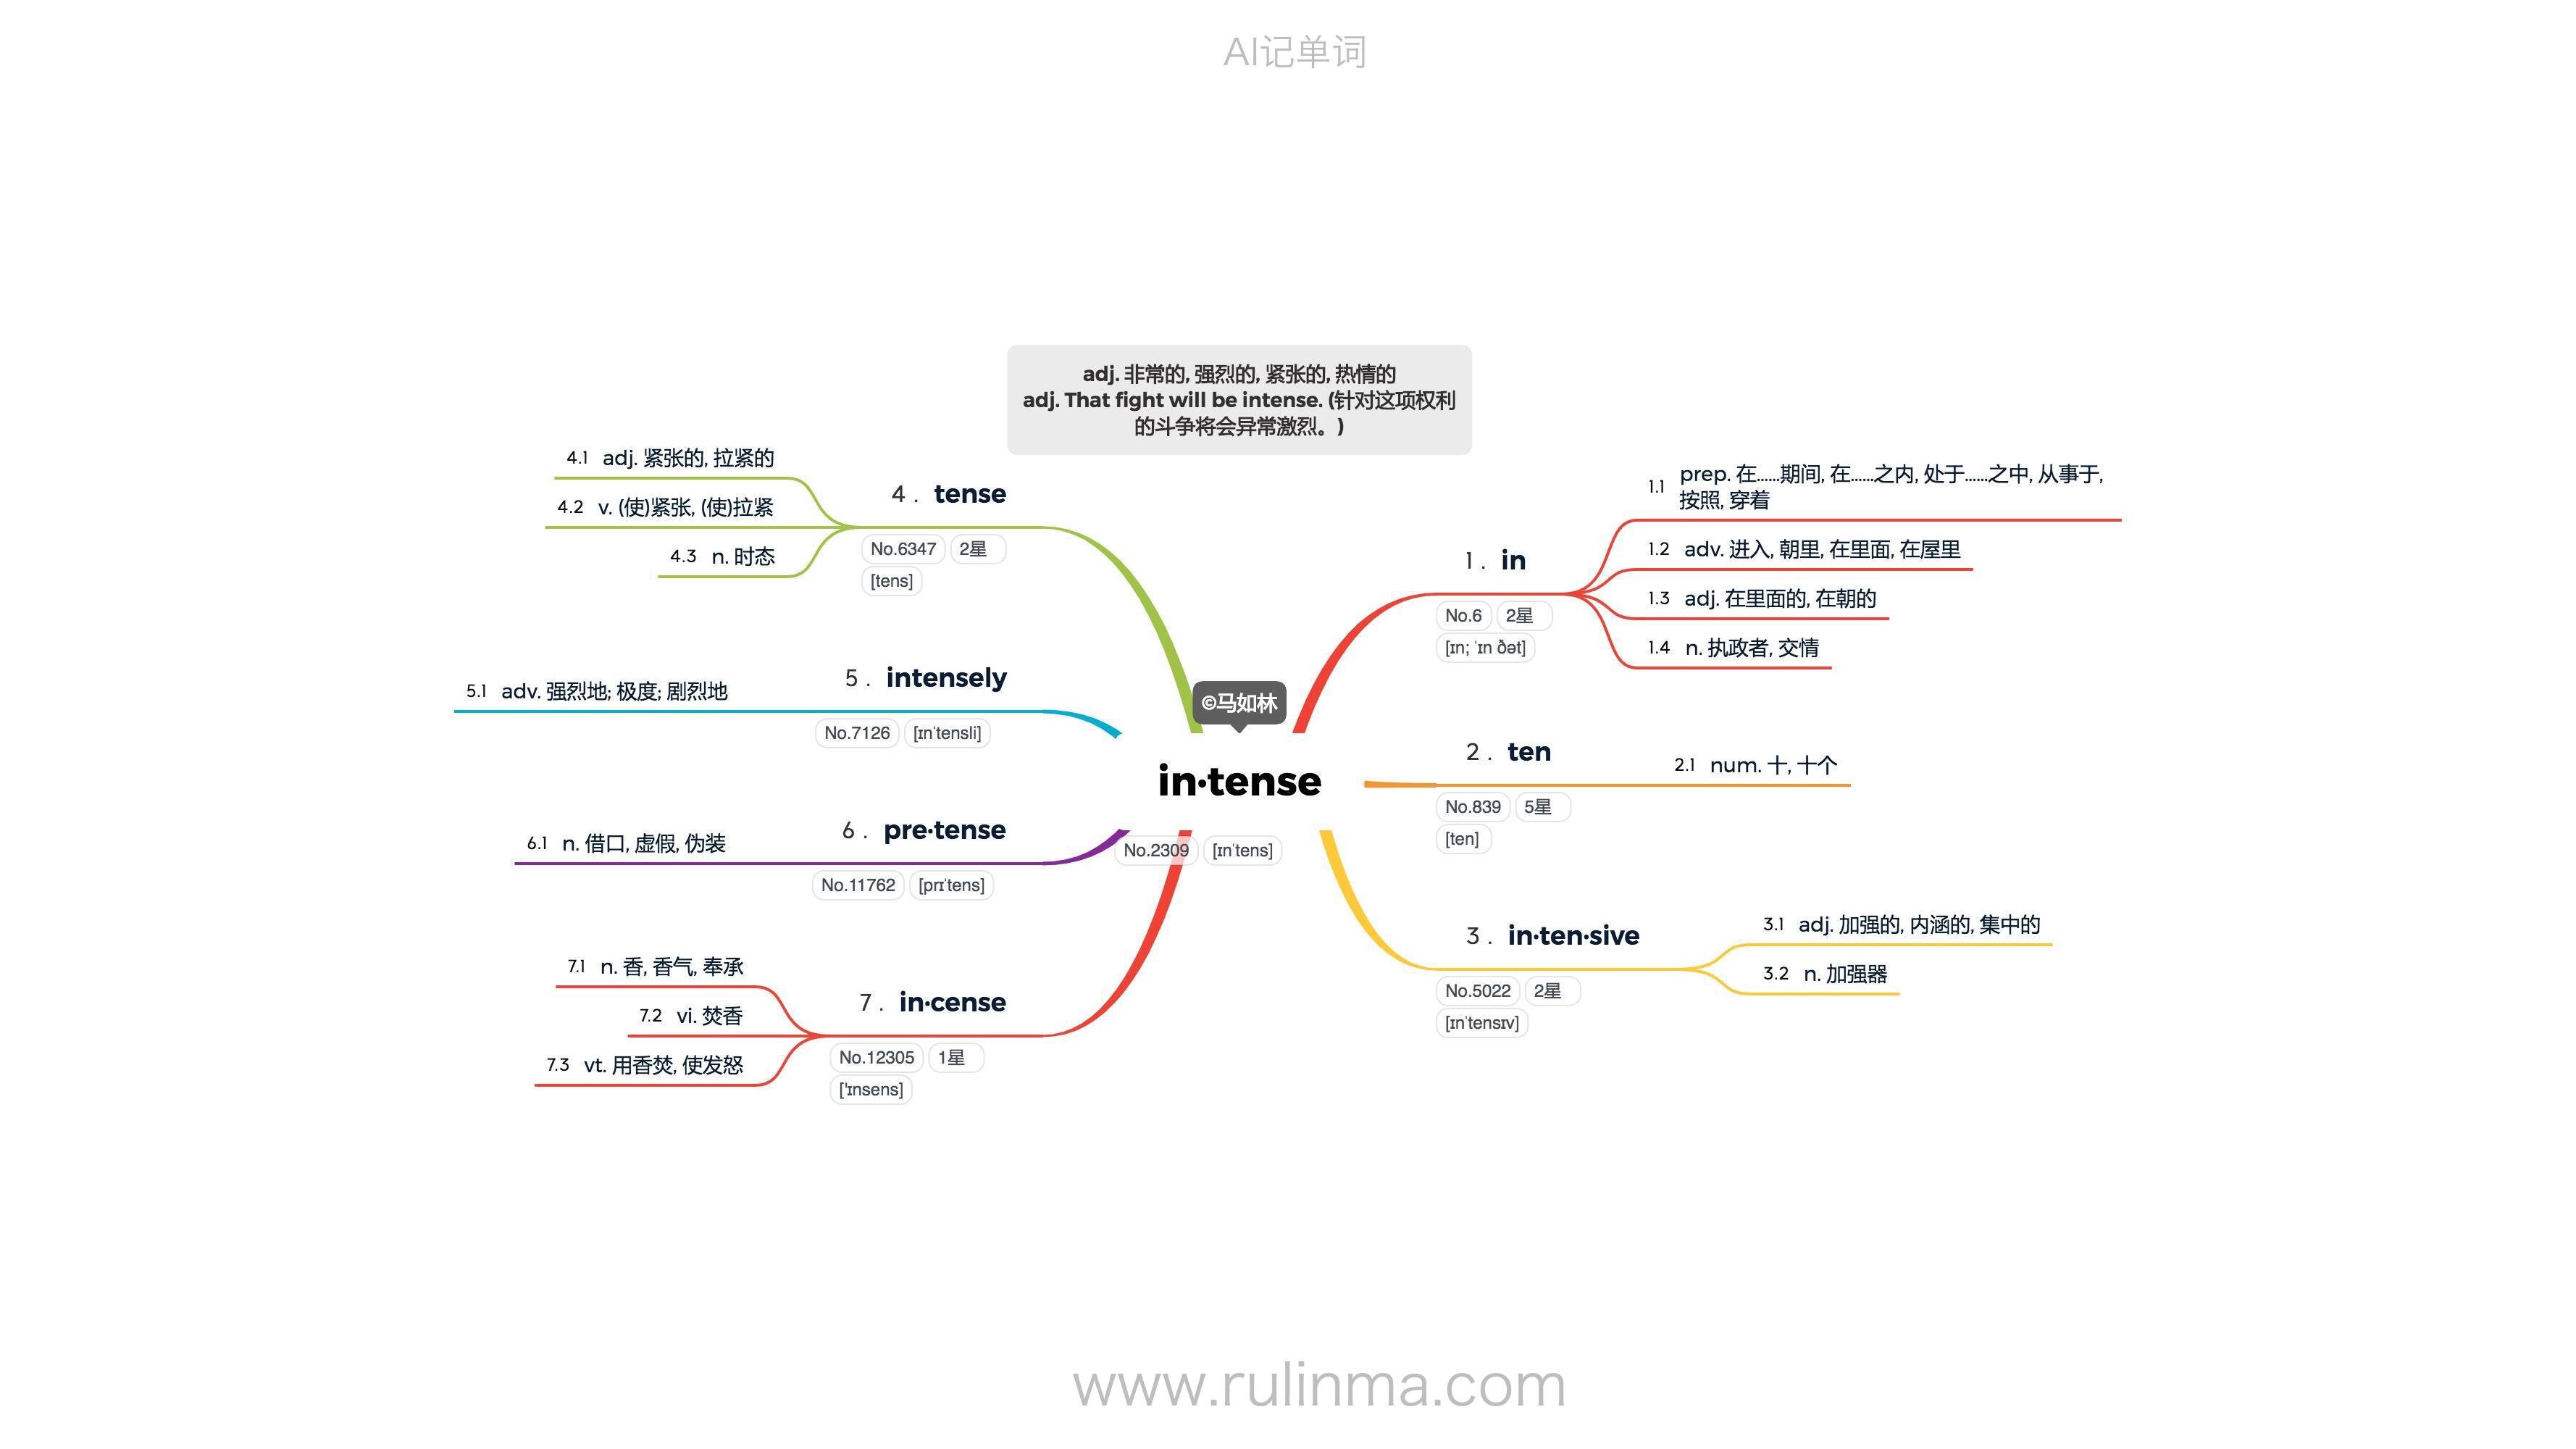 AI记单词
adj. 非常的, 强烈的, 紧张的, 热情的
adj. That fight will be intense. (针对这项权利
的斗争将会异常激烈。)
©马如林
in·tense
No.2309 [ɪnˈtens]
1. in
No.6 2星
[ɪn; ˈɪn ðət]
1.1 prep. 在……期间, 在……之内, 处于……之中, 从事于,
按照, 穿着
1.2 adv. 进入, 朝里, 在里面, 在屋里
1.3 adj. 在里面的, 在朝的
1.4 n. 执政者, 交情
2. ten
No.839 5星
[ten]
2.1 num. 十, 十个
3. in·ten·sive
No.5022 2星
[ɪnˈtensɪv]
3.1 adj. 加强的, 内涵的, 集中的
3.2 n. 加强器
4. tense
No.6347 2星
[tens]
4.1 adj. 紧张的, 拉紧的
4.2 v. (使)紧张, (使)拉紧
4.3 n. 时态
5. intensely
No.7126 [ɪnˈtensli]
5.1 adv. 强烈地; 极度; 剧烈地
6. pre·tense
No.11762 [prɪˈtens]
6.1 n. 借口, 虚假, 伪装
7. in·cense
No.12305 1星
['ɪnsens]
7.1 n. 香, 香气, 奉承
7.2 vi. 焚香
7.3 vt. 用香焚, 使发怒
www.rulinma.com